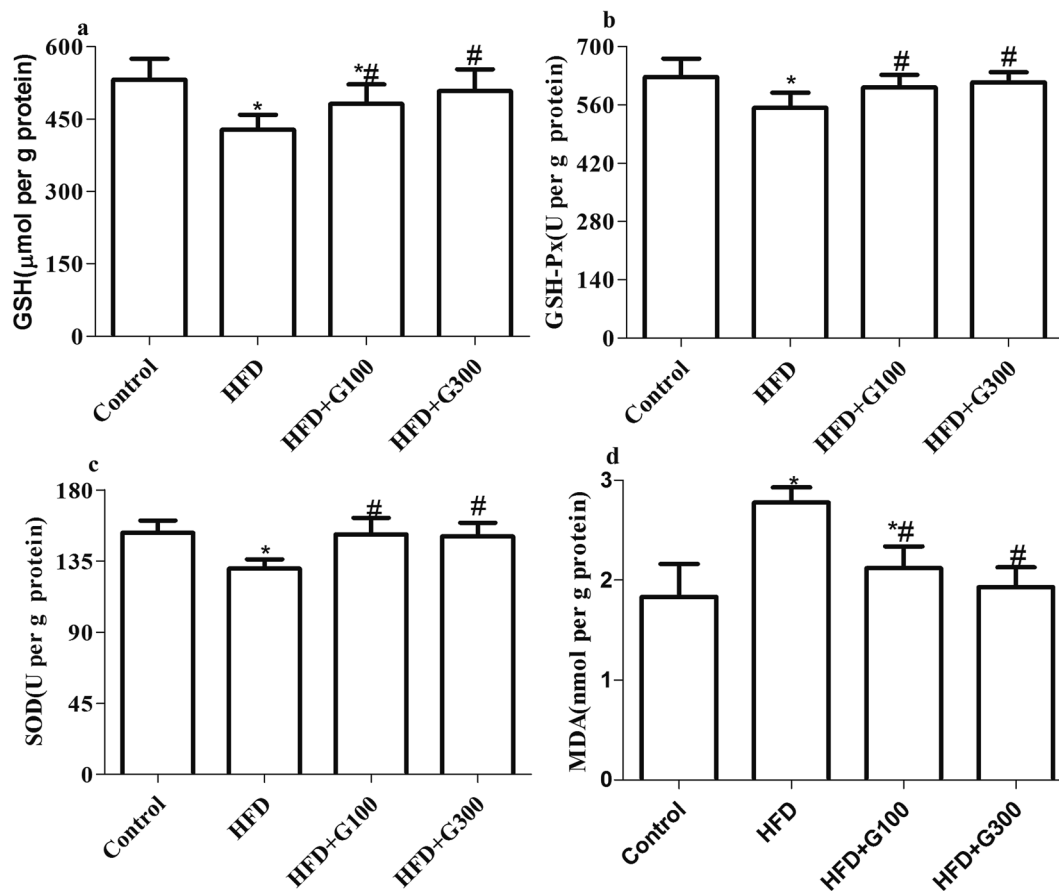 a
GSH(μmol per g protein)
600
450
300
150
0
*
*#
#
Control
HFD
HFD+G100
HFD+G300
b
GSH-Px(U per g protein)
700
560
420
280
140
0
*
#
#
Control
HFD
HFD+G100
HFD+G300
c
SOD(U per g protein)
180
135
90
45
0
*
#
#
Control
HFD
HFD+G100
HFD+G300
d
MDA(nmol per g protein)
3
2
1
0
*
*#
#
Control
HFD
HFD+G100
HFD+G300